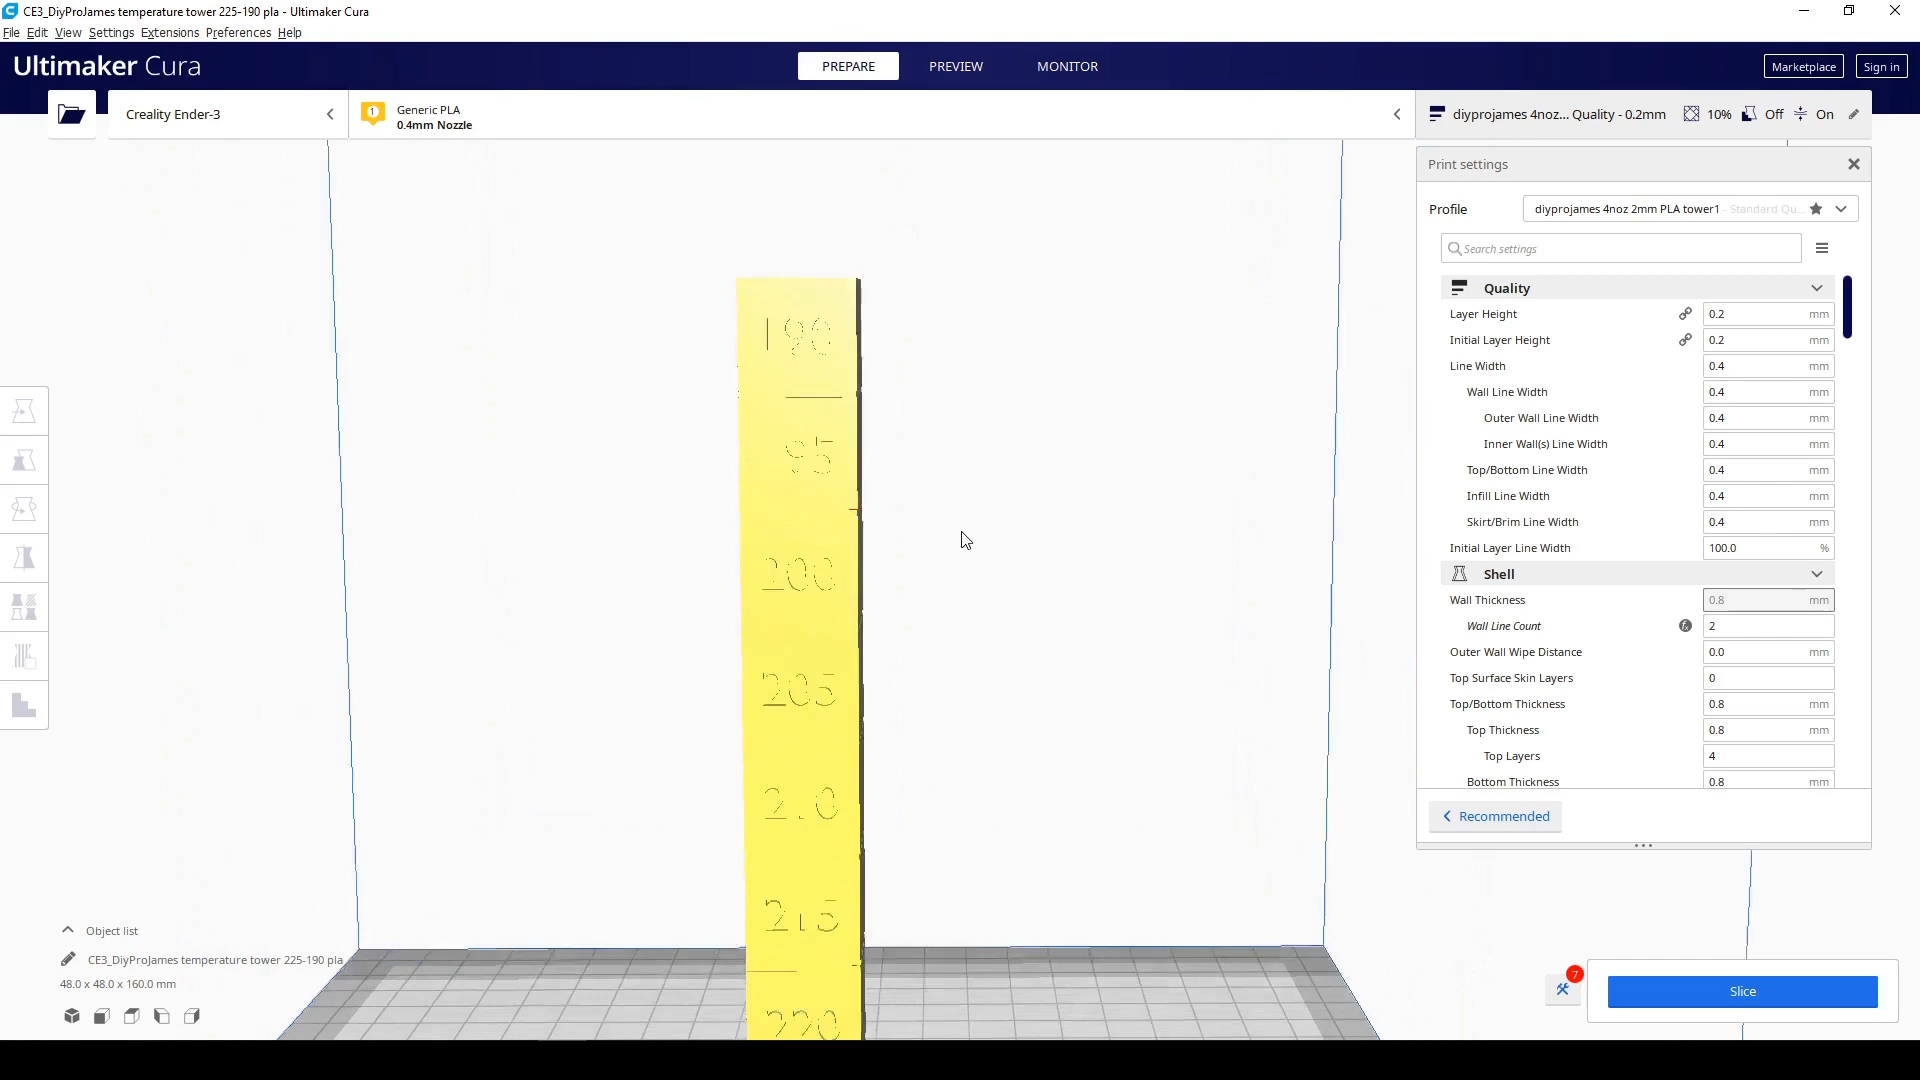 CE3_DiyProJames temperature tower 225-190 pla - Ultimaker Cura
File Edit View Settings Extensions Preferences Help
Ultimaker Cura
PREPARE PREVIEW MONITOR
Marketplace Sign in
Creality Ender-3
1
Generic PLA
0.4mm Nozzle
diyprojames 4noz... Quality - 0.2mm 10% Off On
Print settings
Profile diyprojames 4noz 2mm PLA tower1 - Standard Qu...
Search settings
Quality
Layer Height 0.2 mm
Initial Layer Height 0.2 mm
Line Width 0.4 mm
Wall Line Width 0.4 mm
Outer Wall Line Width 0.4 mm
Inner Wall(s) Line Width 0.4 mm
Top/Bottom Line Width 0.4 mm
Infill Line Width 0.4 mm
Skirt/Brim Line Width 0.4 mm
Initial Layer Line Width 100.0 %
Shell
Wall Thickness 0.8 mm
Wall Line Count 2
Outer Wall Wipe Distance 0.0 mm
Top Surface Skin Layers 0
Top/Bottom Thickness 0.8 mm
Top Thickness 0.8 mm
Top Layers 4
Bottom Thickness 0.8 mm
Recommended
190
95
200
205
2.0
215
220
Object list
CE3_DiyProJames temperature tower 225-190 pla
48.0 x 48.0 x 160.0 mm
7
Slice